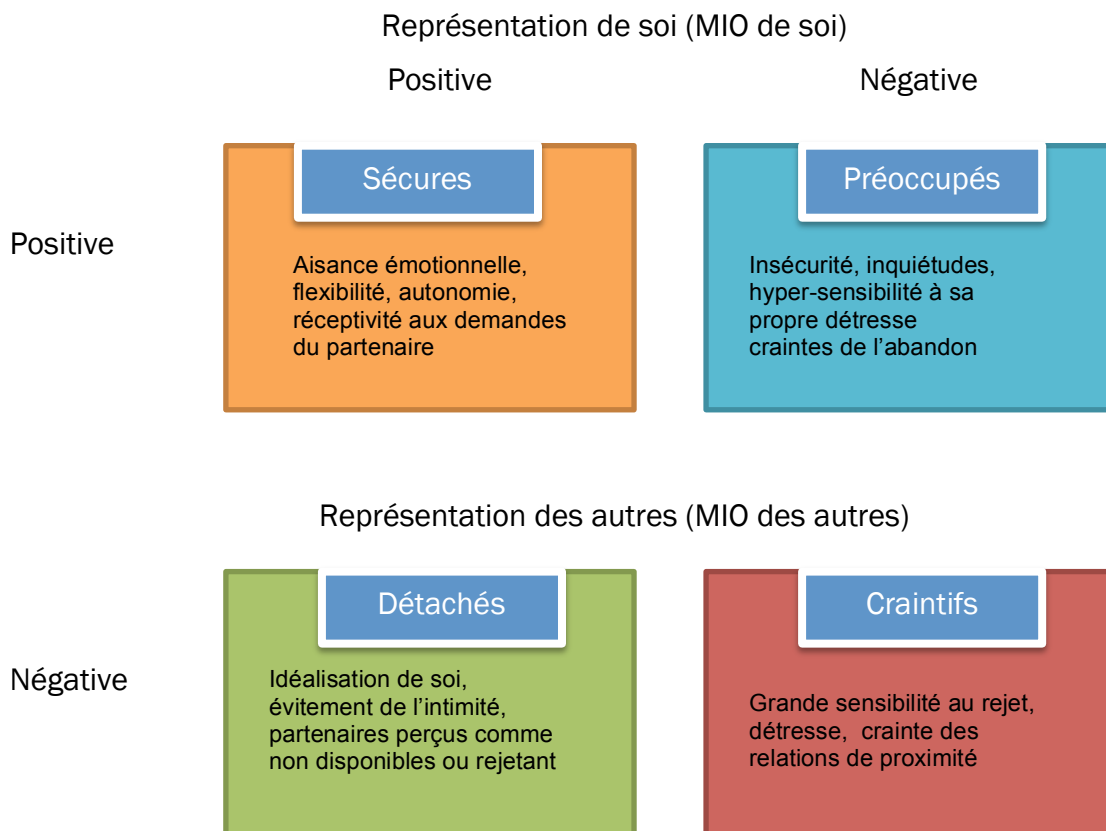 Représentation de soi (MIO de soi)
Positive
Négative
Sécures
Préoccupés
Positive
Aisance émotionnelle,
flexibilité, autonomie,
réceptivité aux demandes
du partenaire
Insécurité, inquiétudes,
hyper-sensibilité à sa
propre détresse
craintes de l’abandon
Représentation des autres (MIO des autres)
Détachés
Craintifs
Négative
Idéalisation de soi,
évitement de l’intimité,
partenaires perçus comme
non disponibles ou rejetant
Grande sensibilité au rejet,
détresse, crainte des
relations de proximité